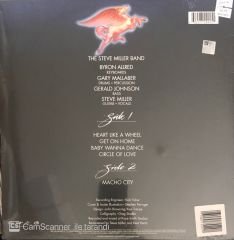 THE STEVE MILLER BAND
BYRON ALLRED
KEYBOARDS
GARY MALLABER
DRUMS • PERCUSSION
GERALD JOHNSON
BASS
STEVE MILLER
GUITAR • VOCALS
Side 1
HEART LIKE A WHEEL
GET ON HOME
BABY WANNA DANCE
CIRCLE OF LOVE
Side 2
MACHO CITY
CS CamScanner ile tarandı